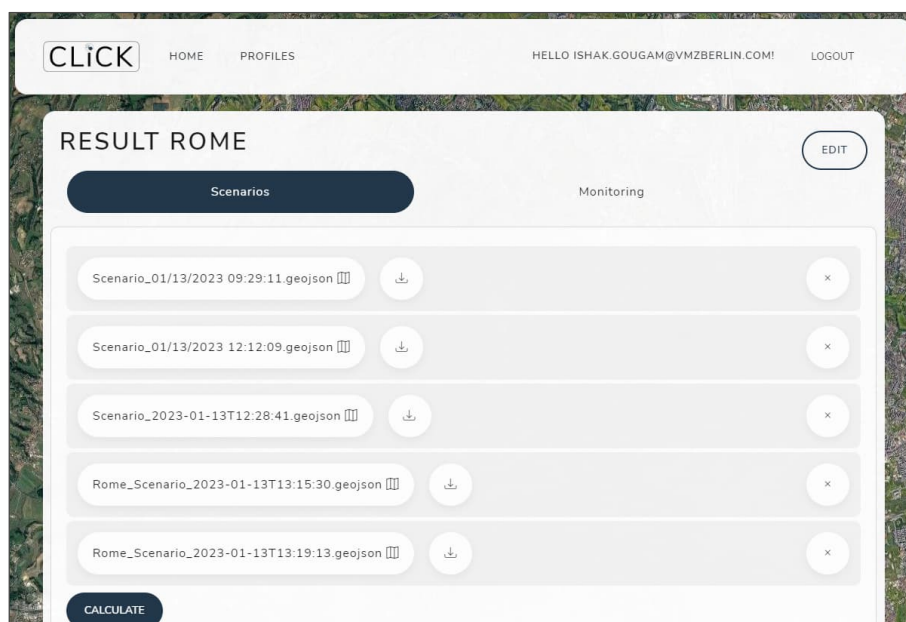 CLiCK HOME PROFILES HELLO ISHAK.GOUGAM@VMZBERLIN.COM! LOGOUT
RESULT ROME
EDIT
Scenarios Monitoring
Scenario_01/13/2023 09:29:11.geojson
Scenario_01/13/2023 12:12:09.geojson
Scenario_2023-01-13T12:28:41.geojson
Rome_Scenario_2023-01-13T13:15:30.geojson
Rome_Scenario_2023-01-13T13:19:13.geojson
CALCULATE